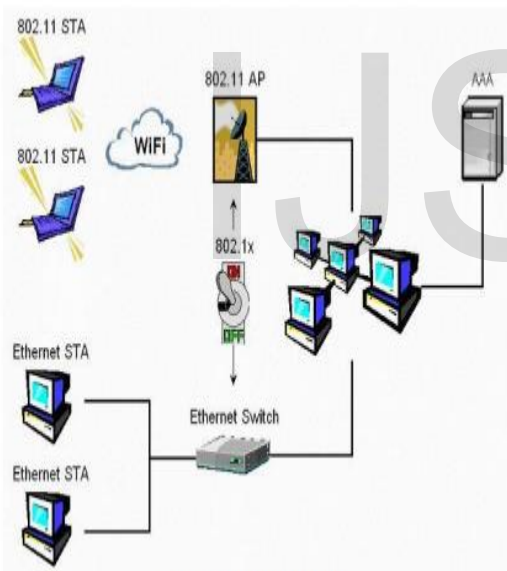 802.11 STA
802.11 AP
AAA
WiFi
802.11 STA
802.1x
ON
OFF
Ethernet STA
Ethernet Switch
Ethernet STA
IJS